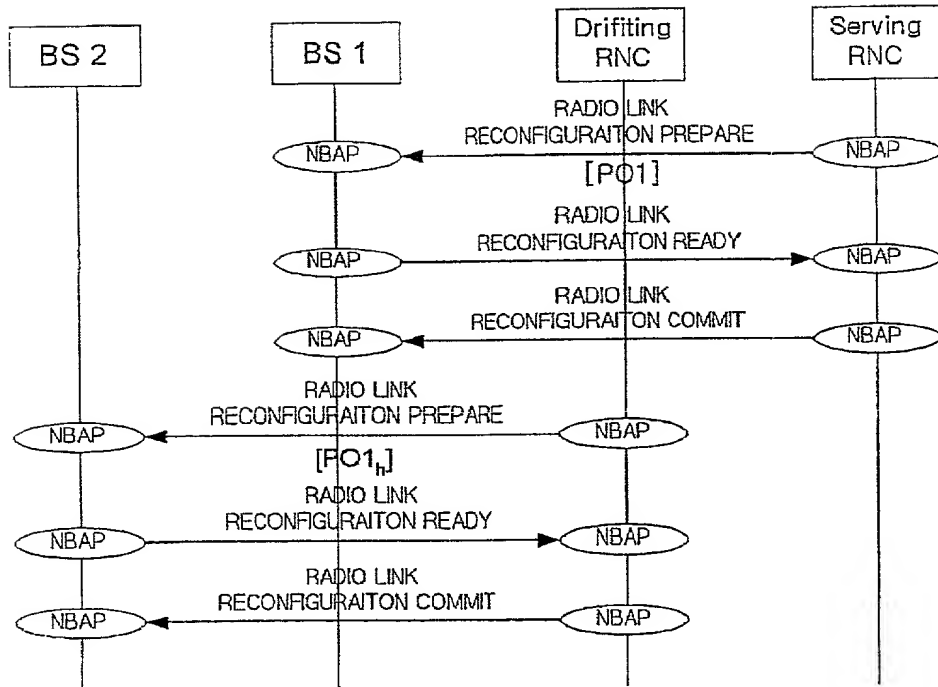 BS 2
BS 1
Drifiting
RNC
Serving
RNC
RADIO LINK
RECONFIGURAITON PREPARE
NBAP
NBAP
[PO1]
RADIO LINK
RECONFIGURAITON READY
NBAP
NBAP
RADIO LINK
RECONFIGURAITON COMMIT
NBAP
NBAP
RADIO LINK
RECONFIGURAITON PREPARE
NBAP
NBAP
[PO1h]
RADIO LINK
RECONFIGURAITON READY
NBAP
NBAP
RADIO LINK
RECONFIGURAITON COMMIT
NBAP
NBAP